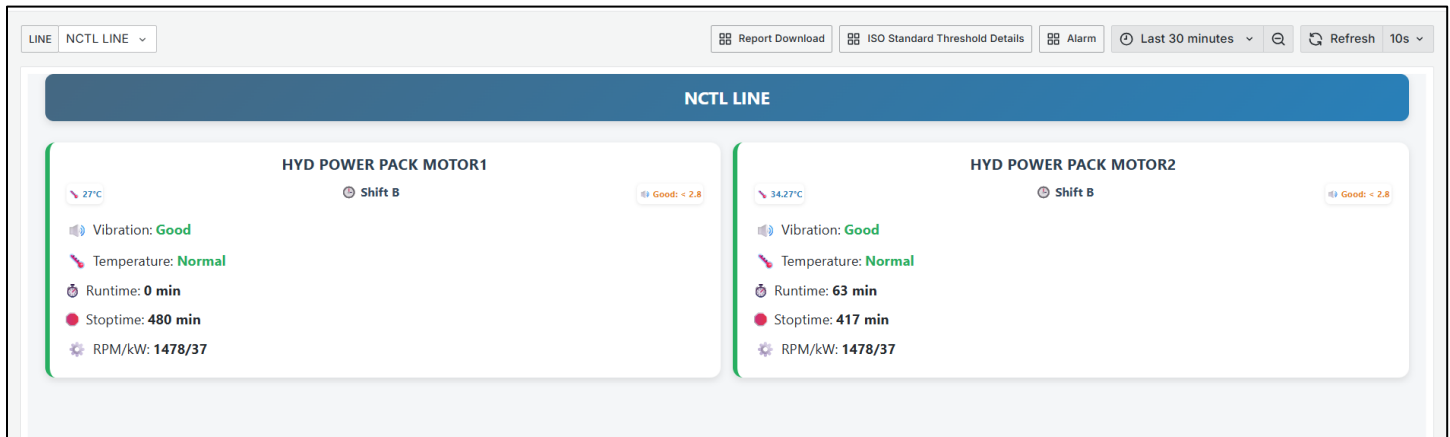 LINE NCTL LINE Report Download ISO Standard Threshold Details Alarm Last 30 minutes Refresh 10s
NCTL LINE
HYD POWER PACK MOTOR1
27°C Shift B Good: < 2.8
Vibration: Good
Temperature: Normal
Runtime: 0 min
Stoptime: 480 min
RPM/kW: 1478/37
HYD POWER PACK MOTOR2
34.27°C Shift B Good: < 2.8
Vibration: Good
Temperature: Normal
Runtime: 63 min
Stoptime: 417 min
RPM/kW: 1478/37